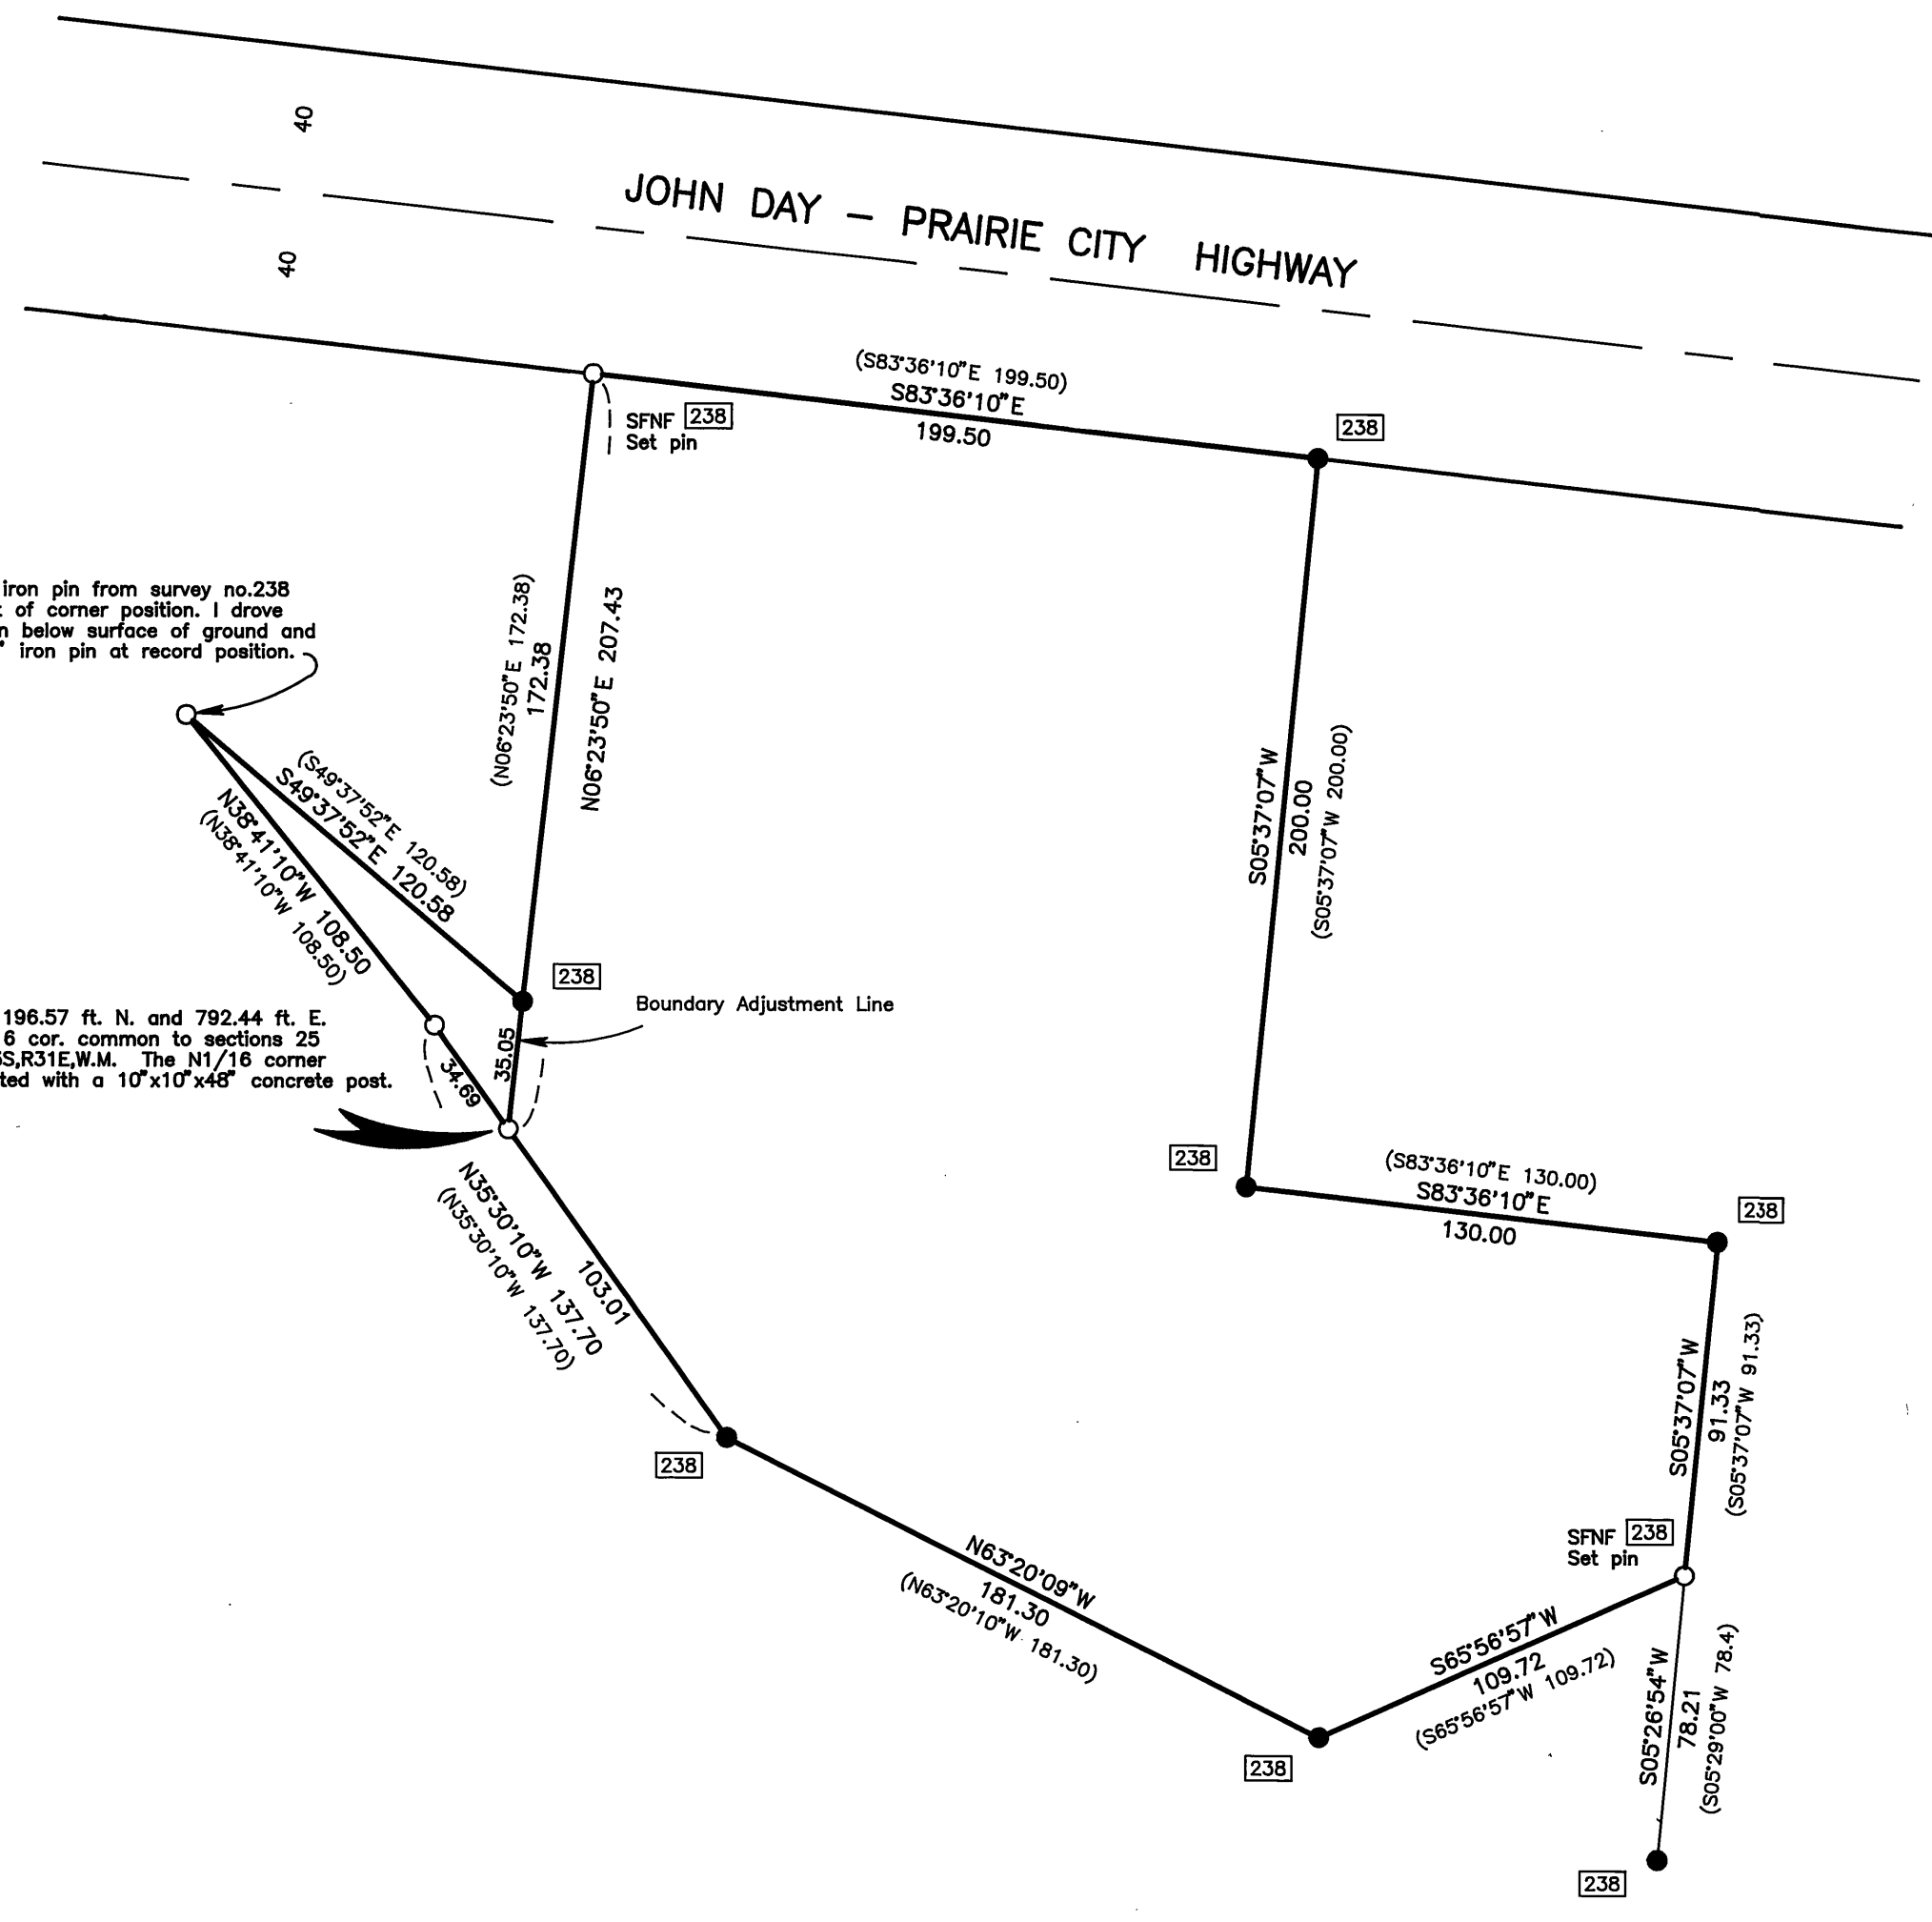 40
JOHN DAY – PRAIRIE CITY HIGHWAY
40
(S83°36'10"E 199.50)
S83°36'10"E
199.50
SFNF 238
Set pin
238
iron pin from survey no.238
of corner position. I drove
below surface of ground and
iron pin at record position.
(N06°23'50"E 172.38)
172.38
N06°23'50"E 207.43
(S49°37'52"E 120.58)
S49°37'52"E 120.58
N38°41'10"W 108.50
(N38°41'10"W 108.50)
S05°37'07"W
200.00
(S05°37'07"W 200.00)
238
Boundary Adjustment Line
196.57 ft. N. and 792.44 ft. E.
6 cor. common to sections 25
S,R31E,W.M. The N1/16 corner
ted with a 10"x10"x48" concrete post.
35.05
34.69
N35°30'10"W 137.70
(N35°30'10"W 137.70)
103.01
238
238
(S83°36'10"E 130.00)
S83°36'10"E
130.00
238
S05°37'07"W
91.33
(S05°37'07"W 91.33)
N63°20'09"W
181.30
(N63°20'10"W 181.30)
SFNF 238
Set pin
S65°56'57"W
109.72
(S65°56'57"W 109.72)
238
S05°26'54"W
78.21
(S05°29'00"W 78.4)
238